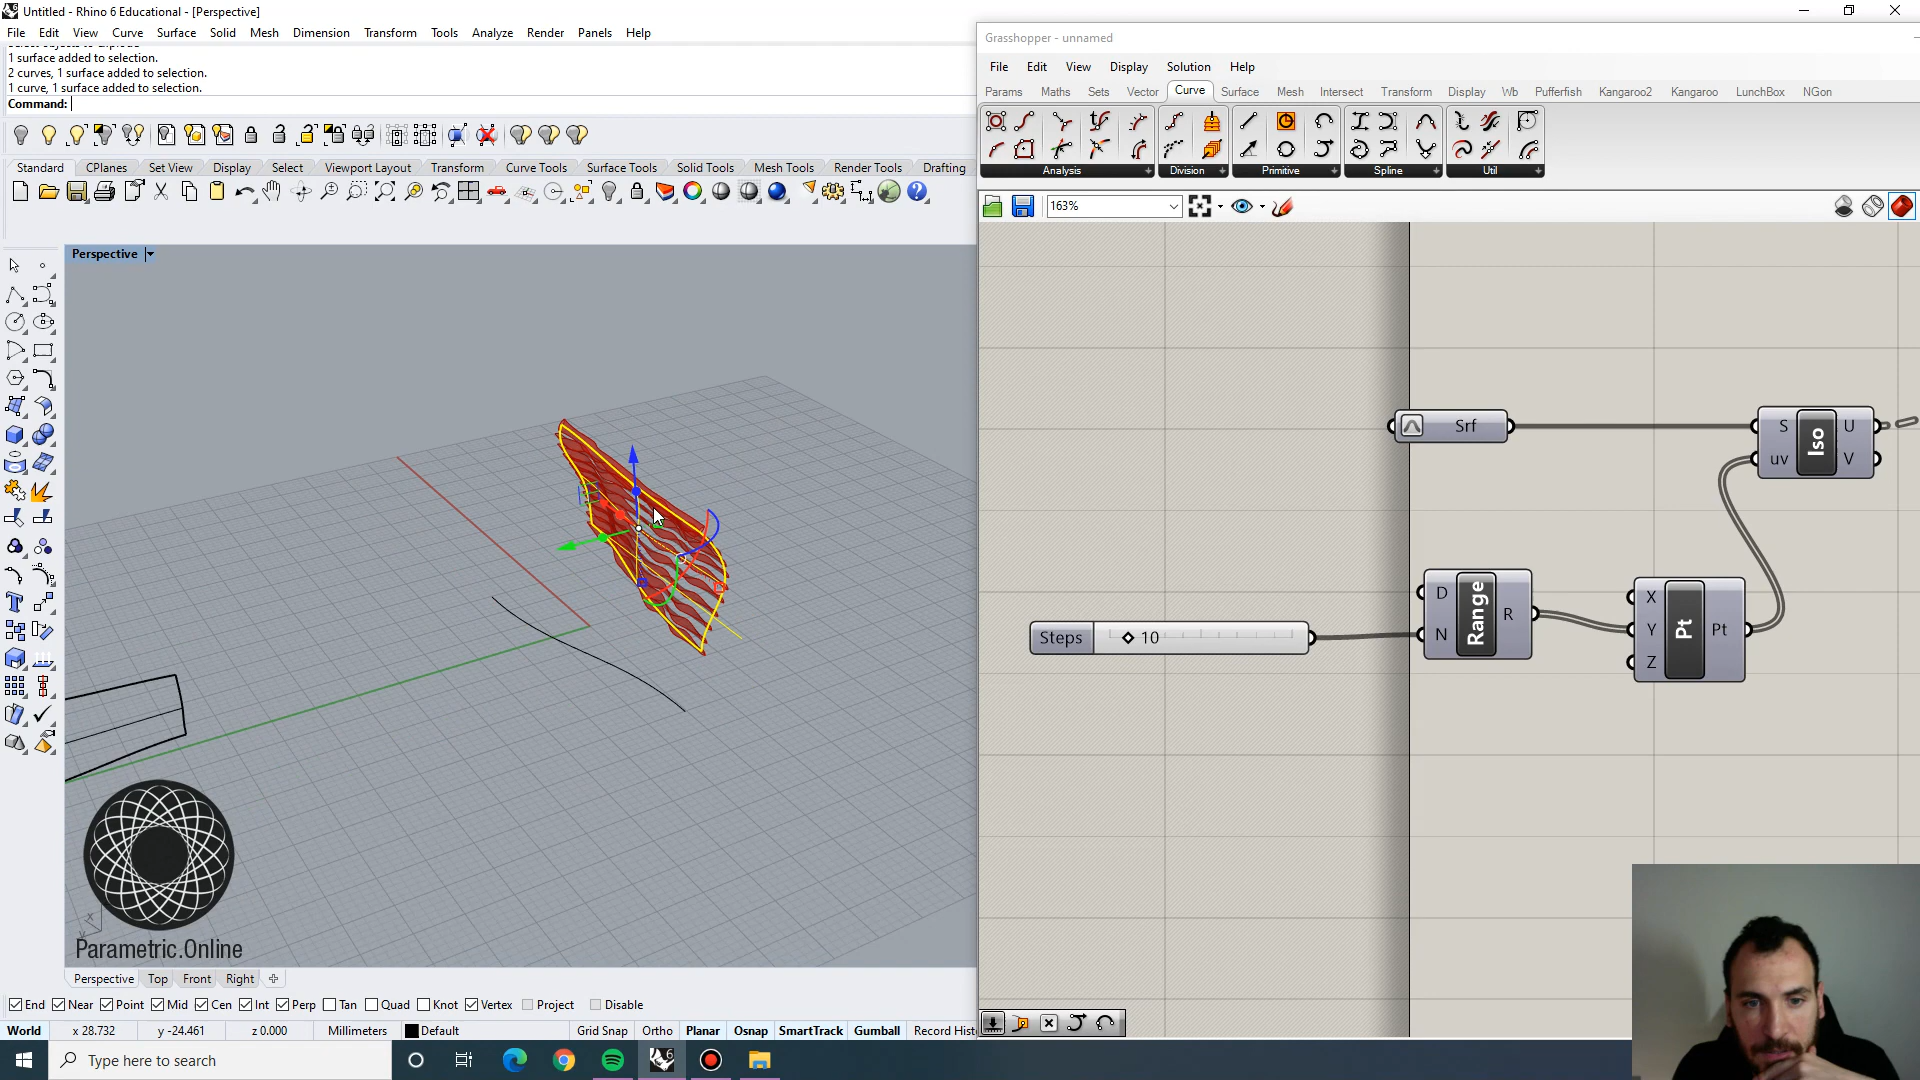 Untitled - Rhino 6 Educational - [Perspective]
File Edit View Curve Surface Solid Mesh Dimension Transform Tools Analyze Render Panels Help
1 surface added to selection.
2 curves, 1 surface added to selection.
1 curve, 1 surface added to selection.
Command:
Standard CPlanes Set View Display Select Viewport Layout Transform Curve Tools Surface Tools Solid Tools Mesh Tools Render Tools Drafting
Perspective
Parametric.Online
Perspective Top Front Right
End Near Point Mid Cen Int Perp Tan Quad Knot Vertex Project Disable
World x 28.732 y -24.461 z 0.000 Millimeters Default Grid Snap Ortho Planar Osnap SmartTrack Gumball Record Hist
Type here to search
Grasshopper - unnamed
File Edit View Display Solution Help
Params Maths Sets Vector Curve Surface Mesh Intersect Transform Display Wb Pufferfish Kangaroo2 Kangaroo LunchBox NGon
Analysis Division Primitive Spline Util
163%
Srf
S uv Iso U V
Steps 10
D N Range R
X Y Z Pt Pt